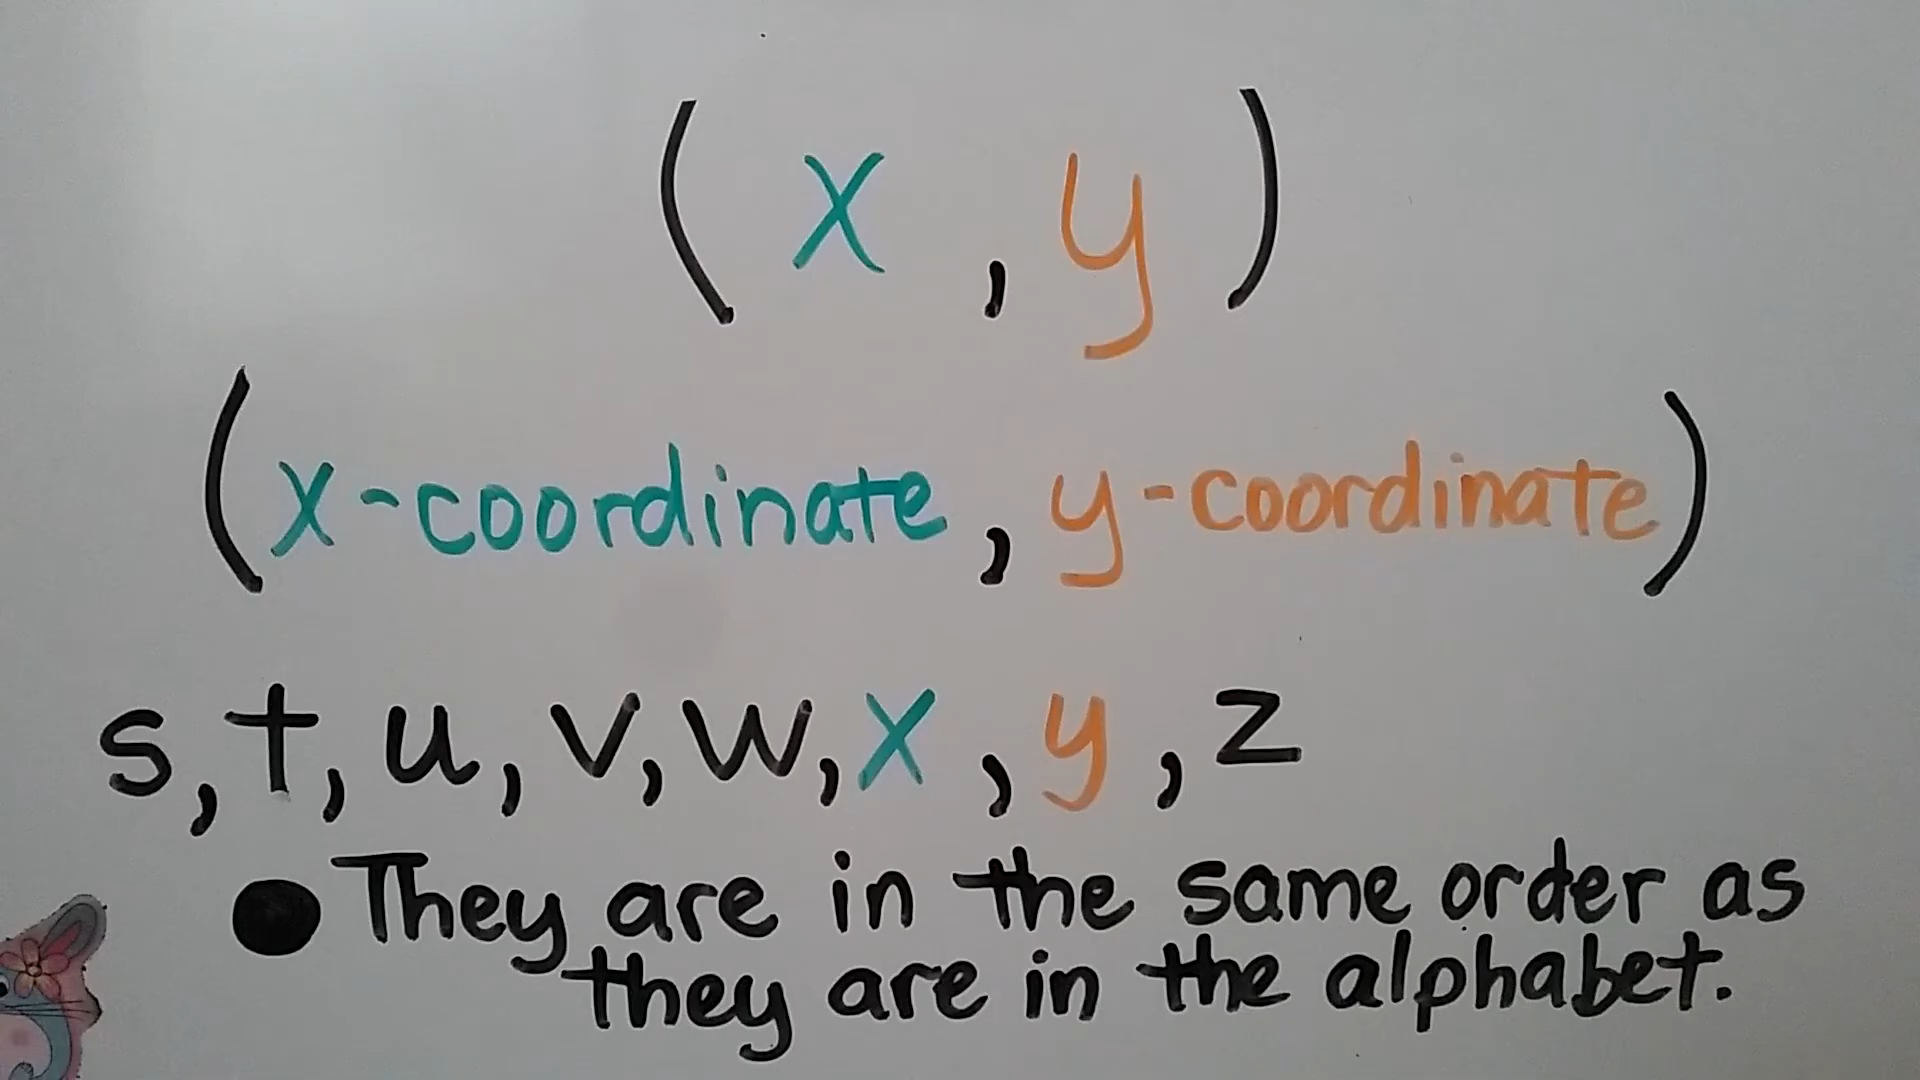 (x, y)
(x-coordinate, y-coordinate)
s, t, u, v, w, x, y, z
● They are in the same order as
they are in the alphabet.